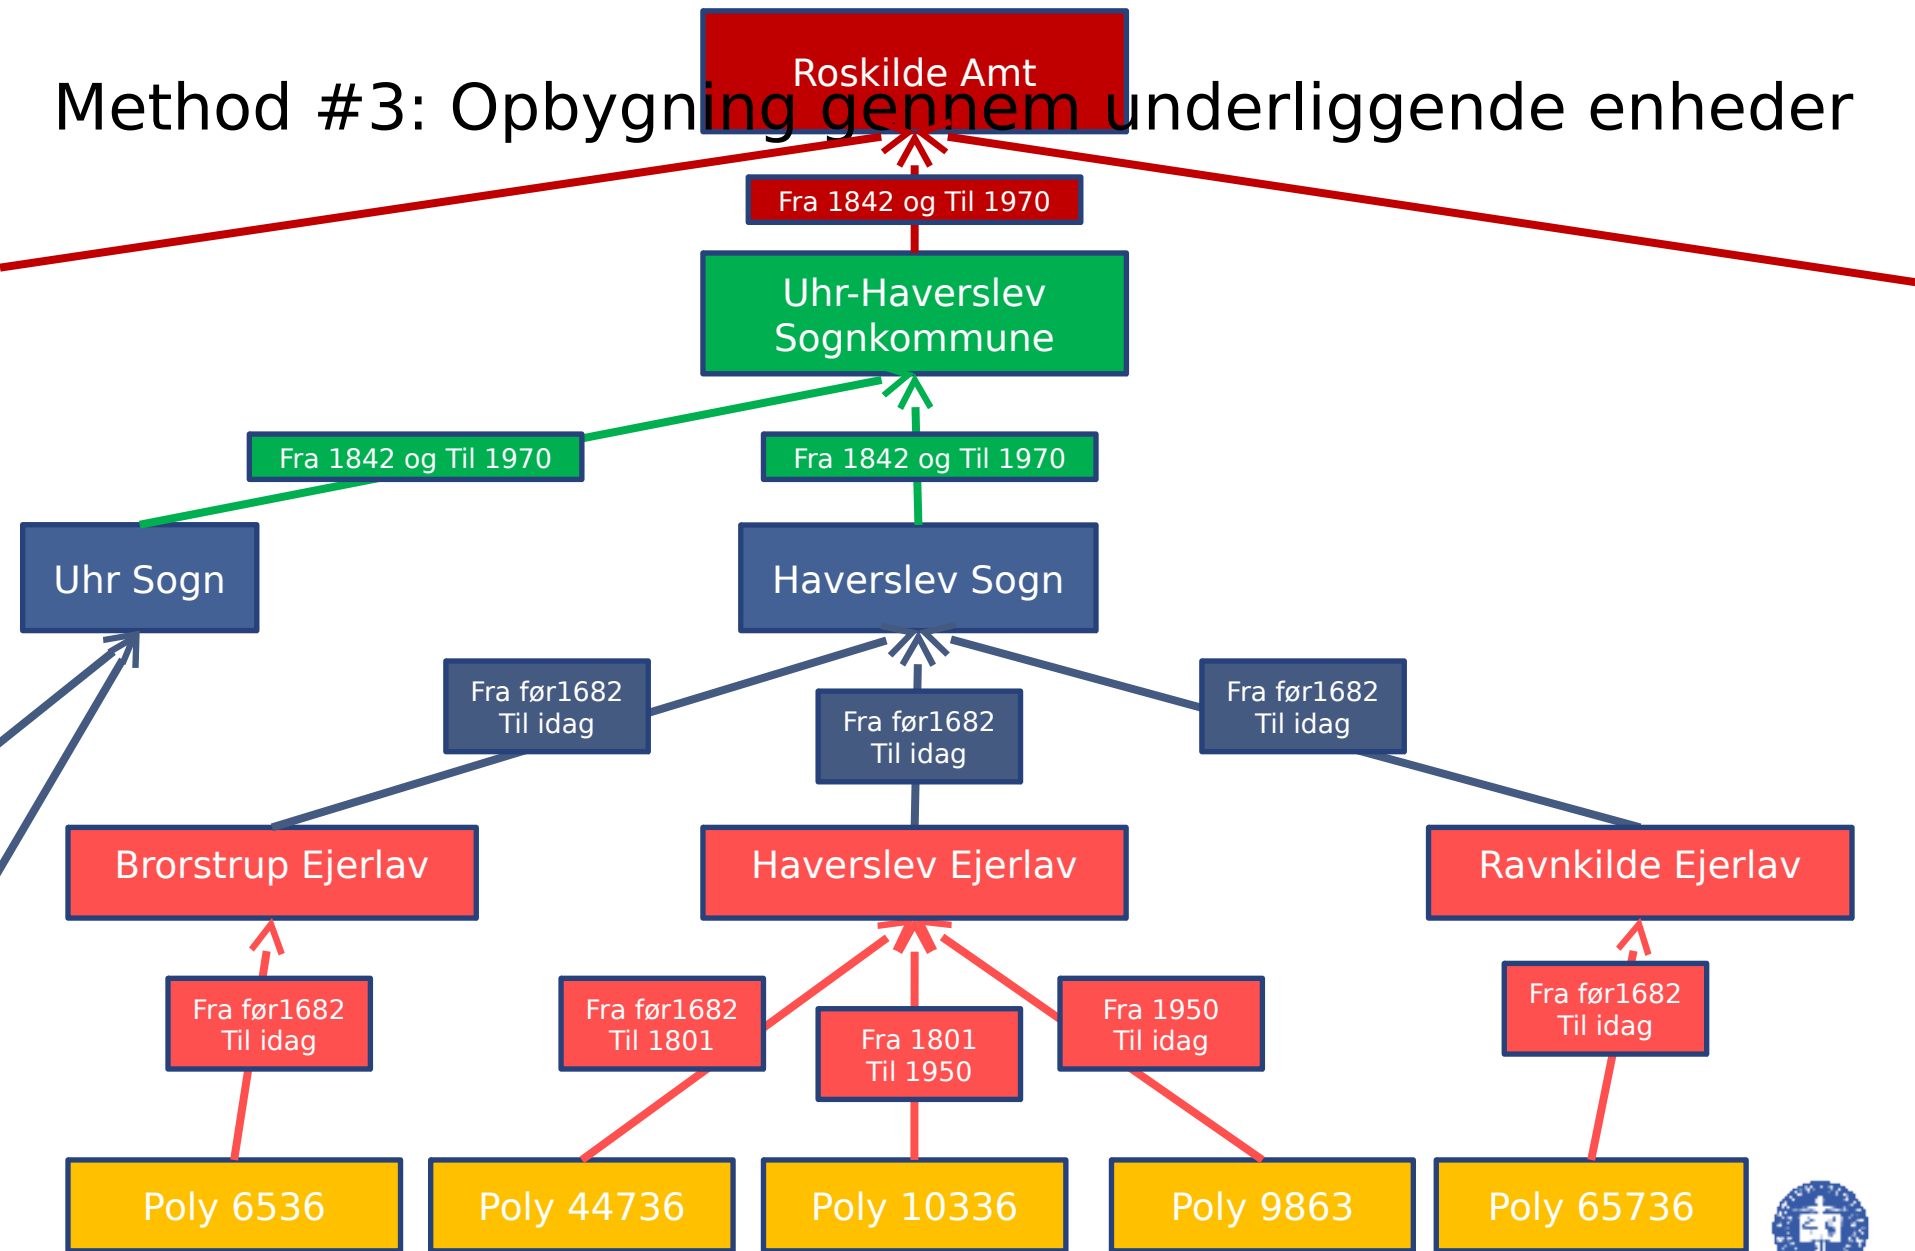 Roskilde Amt
Method #3: Opbygning gennem underliggende enheder
Fra 1842 og Til 1970
Uhr-Haverslev
Sognkommune
Fra 1842 og Til 1970
Fra 1842 og Til 1970
Uhr Sogn
Haverslev Sogn
Fra før1682
Til idag
Fra før1682
Til idag
Fra før1682
Til idag
Brorstrup Ejerlav
Haverslev Ejerlav
Ravnkilde Ejerlav
Fra før1682
Til idag
Fra før1682
Til 1801
Fra 1801
Til 1950
Fra 1950
Til idag
Fra før1682
Til idag
Poly 6536
Poly 44736
Poly 10336
Poly 9863
Poly 65736